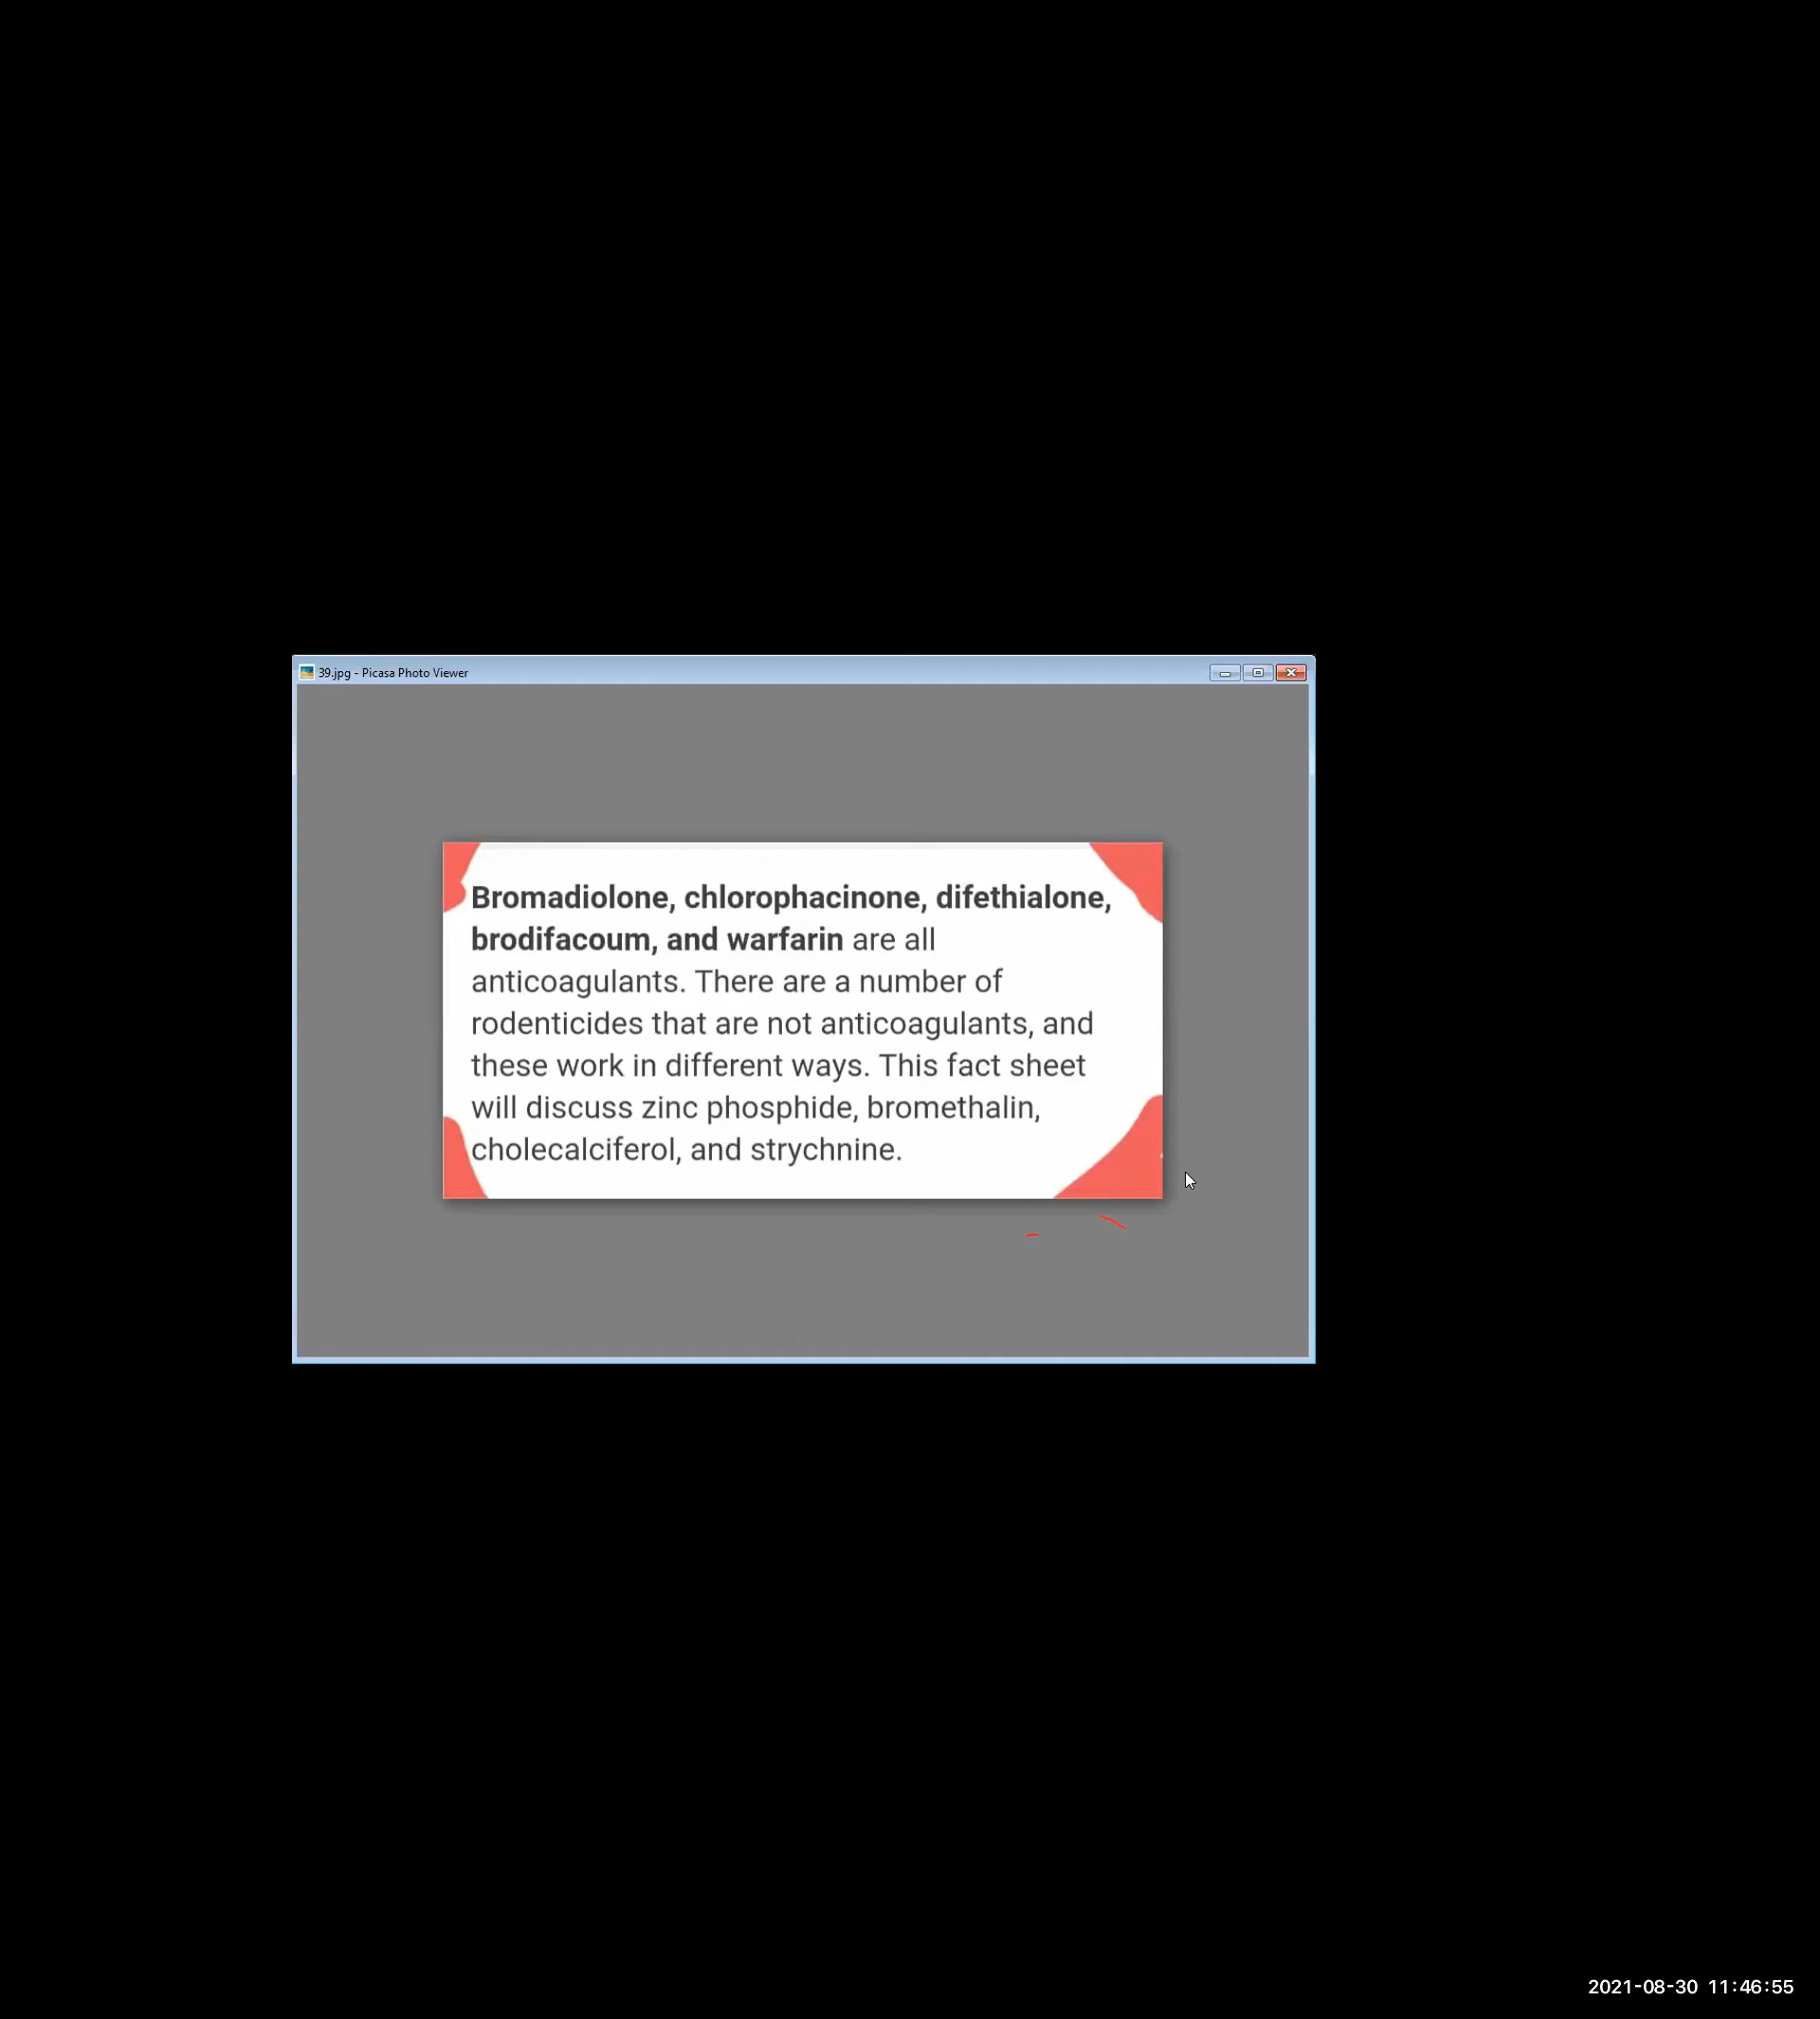 39.jpg - Picasa Photo Viewer
Bromadiolone, chlorophacinone, difethialone,
brodifacoum, and warfarin are all
anticoagulants. There are a number of
rodenticides that are not anticoagulants, and
these work in different ways. This fact sheet
will discuss zinc phosphide, bromethalin,
cholecalciferol, and strychnine.
2021-08-30 11:46:55